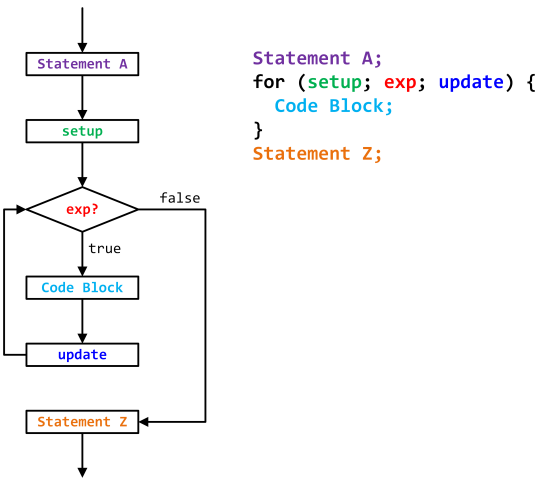 Statement A
setup
exp?
false
true
Code Block
update
Statement Z
Statement A;
for (setup; exp; update) {
  Code Block;
}
Statement Z;